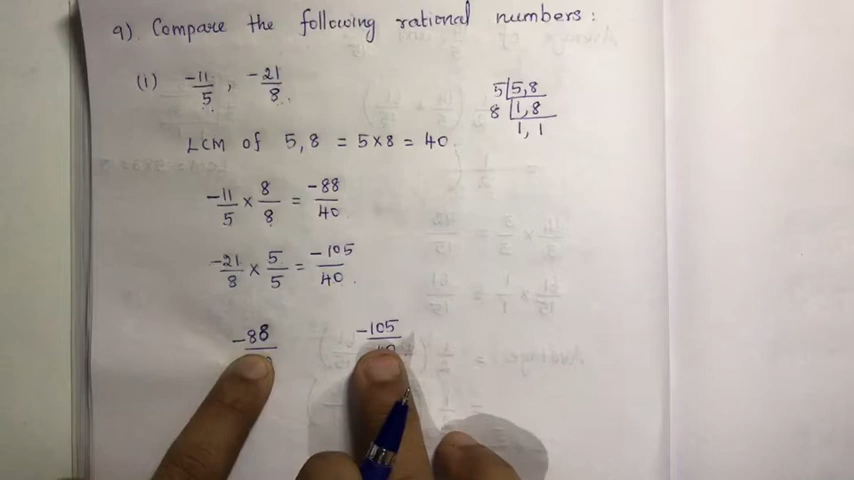 9) Compare the following rational numbers:
(1) -11/5, -21/8
5 | 5, 8
8 | 1, 8
1, 1
LCM of 5, 8 = 5 × 8 = 40
-11/5 × 8/8 = -88/40
-21/8 × 5/5 = -105/40
-88 -105